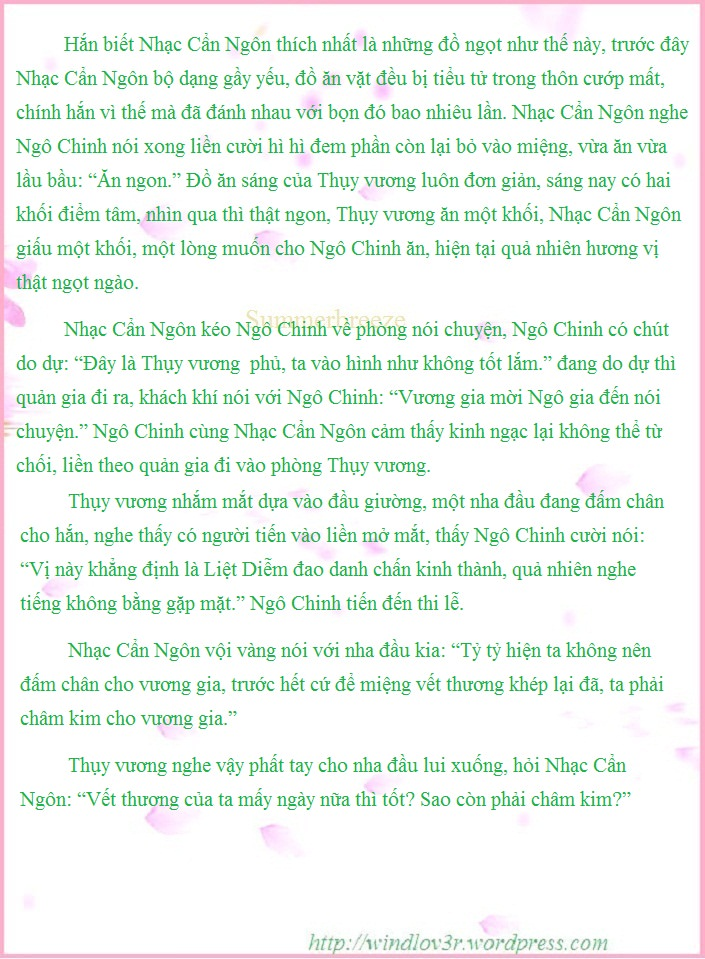 Hắn biết Nhạc Cẩn Ngôn thích nhất là những đồ ngọt như thế này, trước đây
Nhạc Cẩn Ngôn bộ dạng gầy yếu, đồ ăn vặt đều bị tiểu tử trong thôn cướp mất,
chính hắn vì thế mà đã đánh nhau với bọn đó bao nhiêu lần. Nhạc Cẩn Ngôn nghe
Ngô Chinh nói xong liền cười hì hì đem phần còn lại bỏ vào miệng, vừa ăn vừa
lầu bầu: “Ăn ngon.” Đồ ăn sáng của Thụy vương luôn đơn giản, sáng nay có hai
khối điểm tâm, nhìn qua thì thật ngon, Thụy vương ăn một khối, Nhạc Cẩn Ngôn
giấu một khối, một lòng muốn cho Ngô Chinh ăn, hiện tại quả nhiên hương vị
thật ngọt ngào.
Summerbreeze
Nhạc Cẩn Ngôn kéo Ngô Chinh về phòng nói chuyện, Ngô Chinh có chút
do dự: “Đây là Thụy vương phủ, ta vào hình như không tốt lắm.” đang do dự thì
quản gia đi ra, khách khí nói với Ngô Chinh: “Vương gia mời Ngô gia đến nói
chuyện.” Ngô Chinh cùng Nhạc Cẩn Ngôn cảm thấy kinh ngạc lại không thể từ
chối, liền theo quản gia đi vào phòng Thụy vương.
Thụy vương nhắm mắt dựa vào đầu giường, một nha đầu đang đấm chân
cho hắn, nghe thấy có người tiến vào liền mở mắt, thấy Ngô Chinh cười nói:
“Vị này khẳng định là Liệt Diễm đao danh chấn kinh thành, quả nhiên nghe
tiếng không bằng gặp mặt.” Ngô Chinh tiến đến thi lễ.
Nhạc Cẩn Ngôn vội vàng nói với nha đầu kia: “Tỷ tỷ hiện ta không nên
đấm chân cho vương gia, trước hết cứ để miệng vết thương khép lại đã, ta phải
châm kim cho vương gia.”
Thụy vương nghe vậy phất tay cho nha đầu lui xuống, hỏi Nhạc Cẩn
Ngôn: “Vết thương của ta mấy ngày nữa thì tốt? Sao còn phải châm kim?”
http://windlov3r.wordpress.com